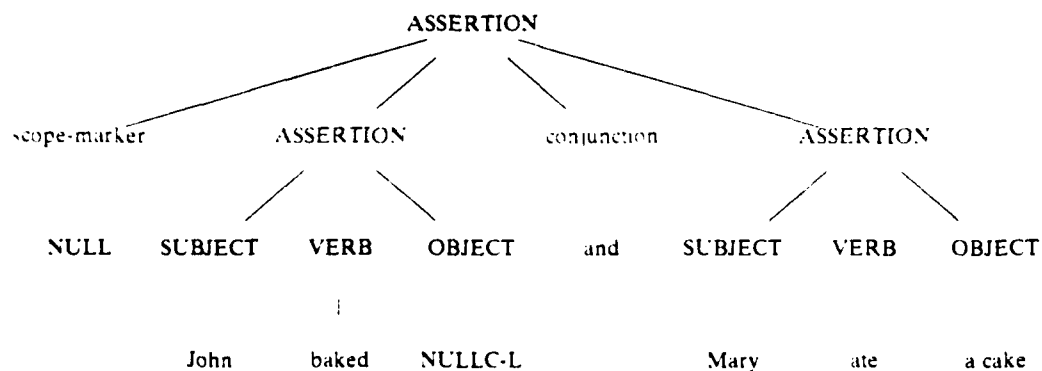 ASSERTION
scope-marker ASSERTION conjunction ASSERTION
NULL SUBJECT VERB OBJECT and SUBJECT VERB OBJECT
John baked NULLC-L Mary ate a cake